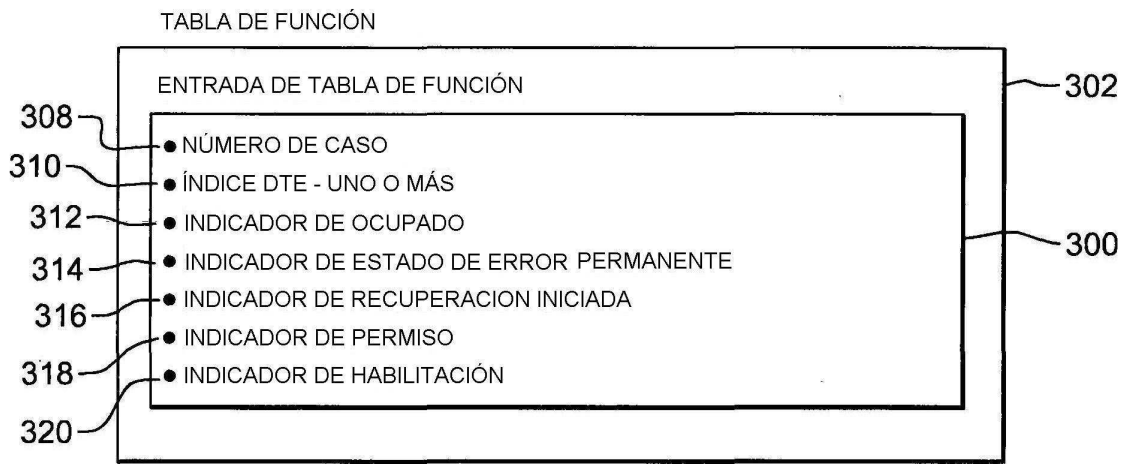 TABLA DE FUNCIÓN
ENTRADA DE TABLA DE FUNCIÓN
302
308
● NÚMERO DE CASO
310
● ÍNDICE DTE - UNO O MÁS
312
● INDICADOR DE OCUPADO
300
314
● INDICADOR DE ESTADO DE ERROR PERMANENTE
316
● INDICADOR DE RECUPERACION INICIADA
318
● INDICADOR DE PERMISO
320
● INDICADOR DE HABILITACIÓN